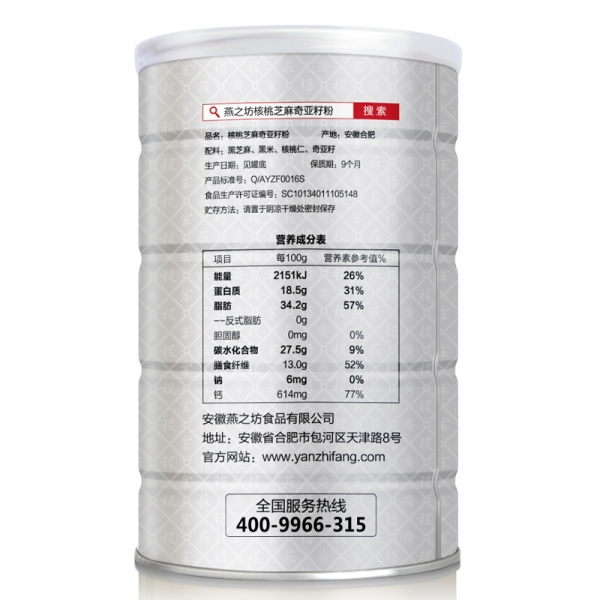 燕之坊核桃芝麻奇亚籽粉 搜索
品名：核桃芝麻奇亚籽粉 产地：安徽合肥
配料：黑芝麻、黑米、核桃仁、奇亚籽
生产日期：见罐底 保质期：9个月
产品标准号：Q/AYZF0016S
食品生产许可证编号：SC10134011105148
贮存方法：请置于阴凉干燥处密封保存
营养成分表
项目 每100g 营养素参考值%
能量 2151kJ 26%
蛋白质 18.5g 31%
脂肪 34.2g 57%
--反式脂肪 0g
胆固醇 0mg 0%
碳水化合物 27.5g 9%
膳食纤维 13.0g 52%
钠 6mg 0%
钙 614mg 77%
安徽燕之坊食品有限公司
地址：安徽省合肥市包河区天津路8号
官方网站：www.yanzhifang.com
全国服务热线
400-9966-315